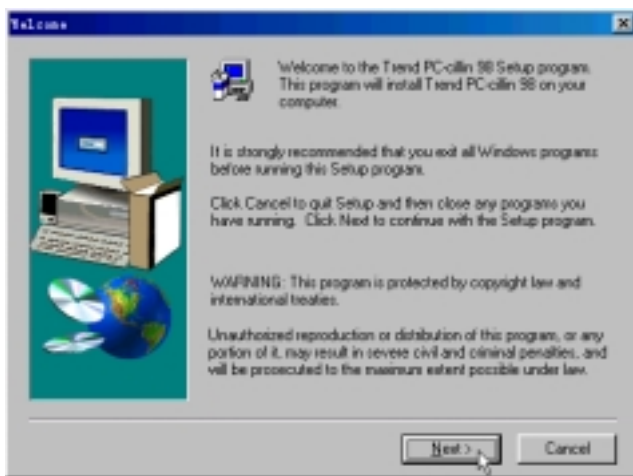 Welcome
Welcome to the Trend PC-cillin 98 Setup program.
This program will install Trend PC-cillin 98 on your
computer.
It is strongly recommended that you exit all Windows programs
before running this Setup program.
Click Cancel to quit Setup and then close any programs you
have running. Click Next to continue with the Setup program.
WARNING: This program is protected by copyright law and
international treaties.
Unauthorized reproduction or distribution of this program, or any
portion of it, may result in severe civil and criminal penalties, and
will be prosecuted to the maximum extent possible under law.
Next >
Cancel